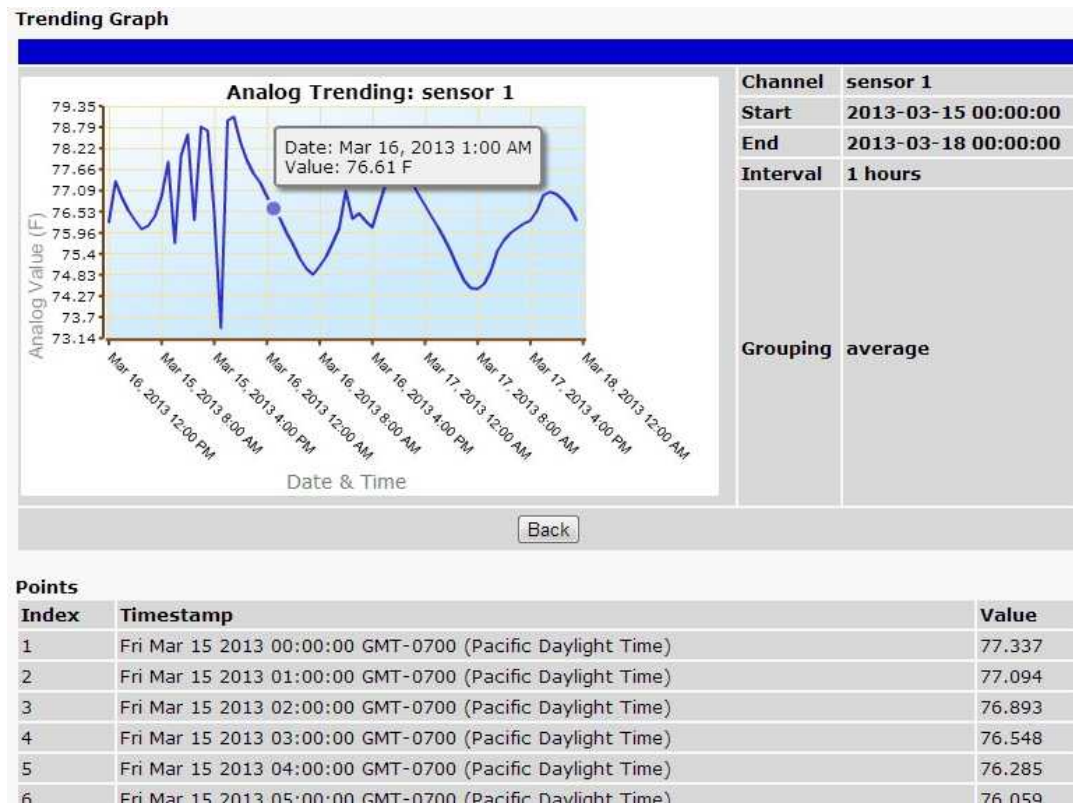 Trending Graph
Analog Trending: sensor 1
79.35
78.79
78.22
77.66
77.09
76.53
75.96
75.4
74.83
74.27
73.7
73.14
Analog Value (F)
Date: Mar 16, 2013 1:00 AM
Value: 76.61 F
Mar 16, 2013 12:00 PM
Mar 15, 2013 8:00 AM
Mar 15, 2013 4:00 PM
Mar 16, 2013 12:00 AM
Mar 16, 2013 8:00 AM
Mar 16, 2013 4:00 PM
Mar 17, 2013 12:00 AM
Mar 17, 2013 8:00 AM
Mar 17, 2013 4:00 PM
Mar 18, 2013 12:00 AM
Date & Time
Channel sensor 1
Start 2013-03-15 00:00:00
End 2013-03-18 00:00:00
Interval 1 hours
Grouping average
Back
Points
Index Timestamp Value
1 Fri Mar 15 2013 00:00:00 GMT-0700 (Pacific Daylight Time) 77.337
2 Fri Mar 15 2013 01:00:00 GMT-0700 (Pacific Daylight Time) 77.094
3 Fri Mar 15 2013 02:00:00 GMT-0700 (Pacific Daylight Time) 76.893
4 Fri Mar 15 2013 03:00:00 GMT-0700 (Pacific Daylight Time) 76.548
5 Fri Mar 15 2013 04:00:00 GMT-0700 (Pacific Daylight Time) 76.285
6 Fri Mar 15 2013 05:00:00 GMT-0700 (Pacific Daylight Time) 76.059